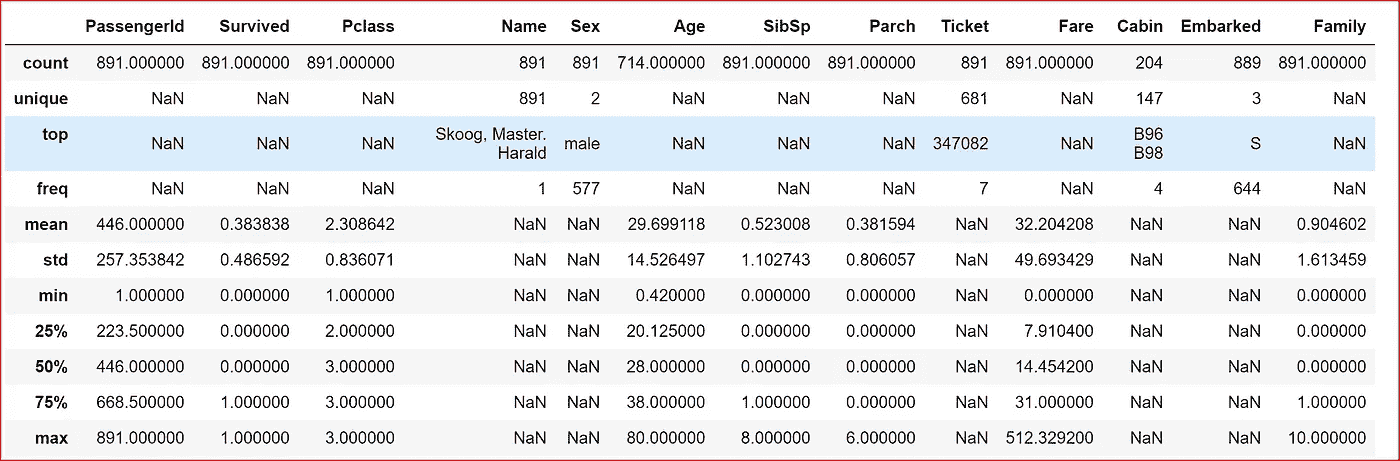 PassengerId Survived Pclass Name Sex Age SibSp Parch Ticket Fare Cabin Embarked Family
count 891.000000 891.000000 891.000000 891 891 714.000000 891.000000 891.000000 891 891.000000 204 889 891.000000
unique NaN NaN NaN 891 2 NaN NaN NaN 681 NaN 147 3 NaN
top NaN NaN NaN Skoog, Master. Harald male NaN NaN NaN 347082 NaN B96 B98 S NaN
freq NaN NaN NaN 1 577 NaN NaN NaN 7 NaN 4 644 NaN
mean 446.000000 0.383838 2.308642 NaN NaN 29.699118 0.523008 0.381594 NaN 32.204208 NaN NaN 0.904602
std 257.353842 0.486592 0.836071 NaN NaN 14.526497 1.102743 0.806057 NaN 49.693429 NaN NaN 1.613459
min 1.000000 0.000000 1.000000 NaN NaN 0.420000 0.000000 0.000000 NaN 0.000000 NaN NaN 0.000000
25% 223.500000 0.000000 2.000000 NaN NaN 20.125000 0.000000 0.000000 NaN 7.910400 NaN NaN 0.000000
50% 446.000000 0.000000 3.000000 NaN NaN 28.000000 0.000000 0.000000 NaN 14.454200 NaN NaN 0.000000
75% 668.500000 1.000000 3.000000 NaN NaN 38.000000 1.000000 0.000000 NaN 31.000000 NaN NaN 1.000000
max 891.000000 1.000000 3.000000 NaN NaN 80.000000 8.000000 6.000000 NaN 512.329200 NaN NaN 10.000000